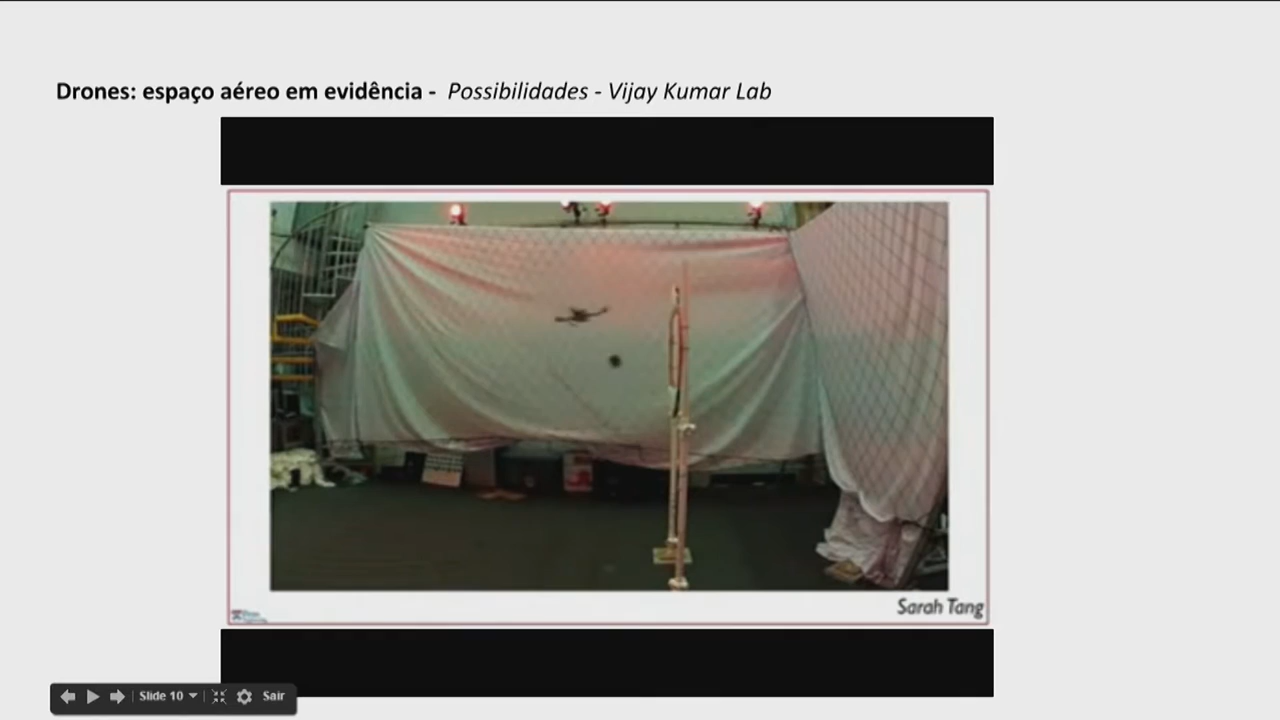 Drones: espaço aéreo em evidência - Possibilidades - Vijay Kumar Lab
Sarah Tang
Slide 10
Sair